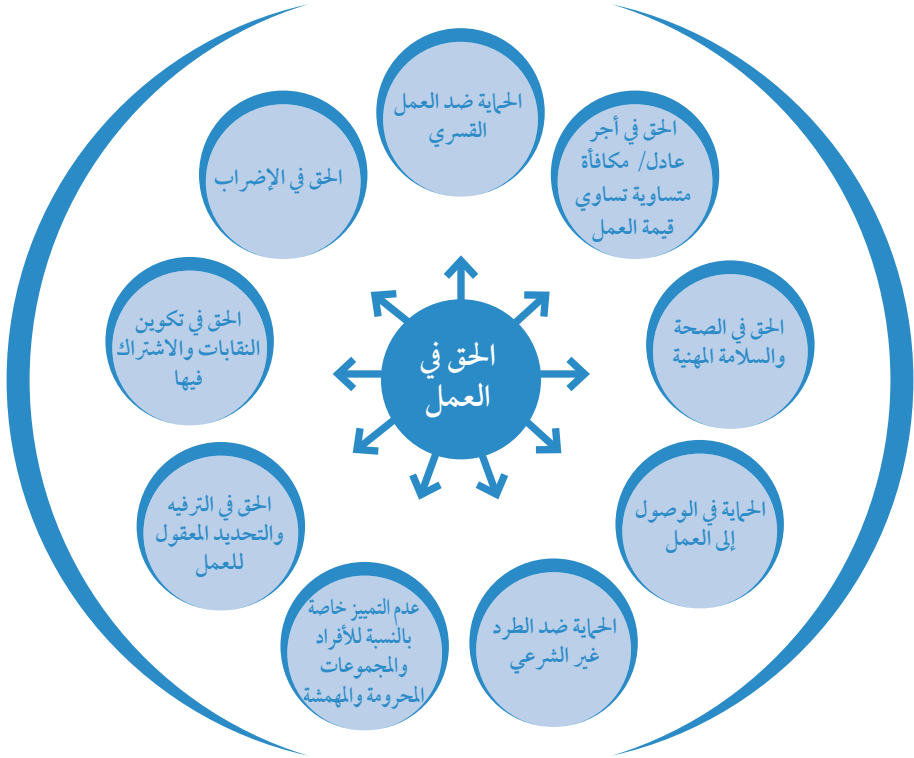 الحماية ضد العمل
القسري
الحق في أجر
عادل/ مكافأة
متساوية تساوي
قيمة العمل
الحق في الصحة
والسلامة المهنية
الحماية في الوصول
إلى العمل
الحماية ضد الطرد
غير الشرعي
عدم التمييز خاصة
بالنسبة للأفراد
والمجموعات
المحرومة والمهمشة
الحق في الترفيه
والتحديد المعقول
للعمل
الحق في تكوين
النقابات والاشتراك
فيها
الحق في الإضراب
الحق في
العمل